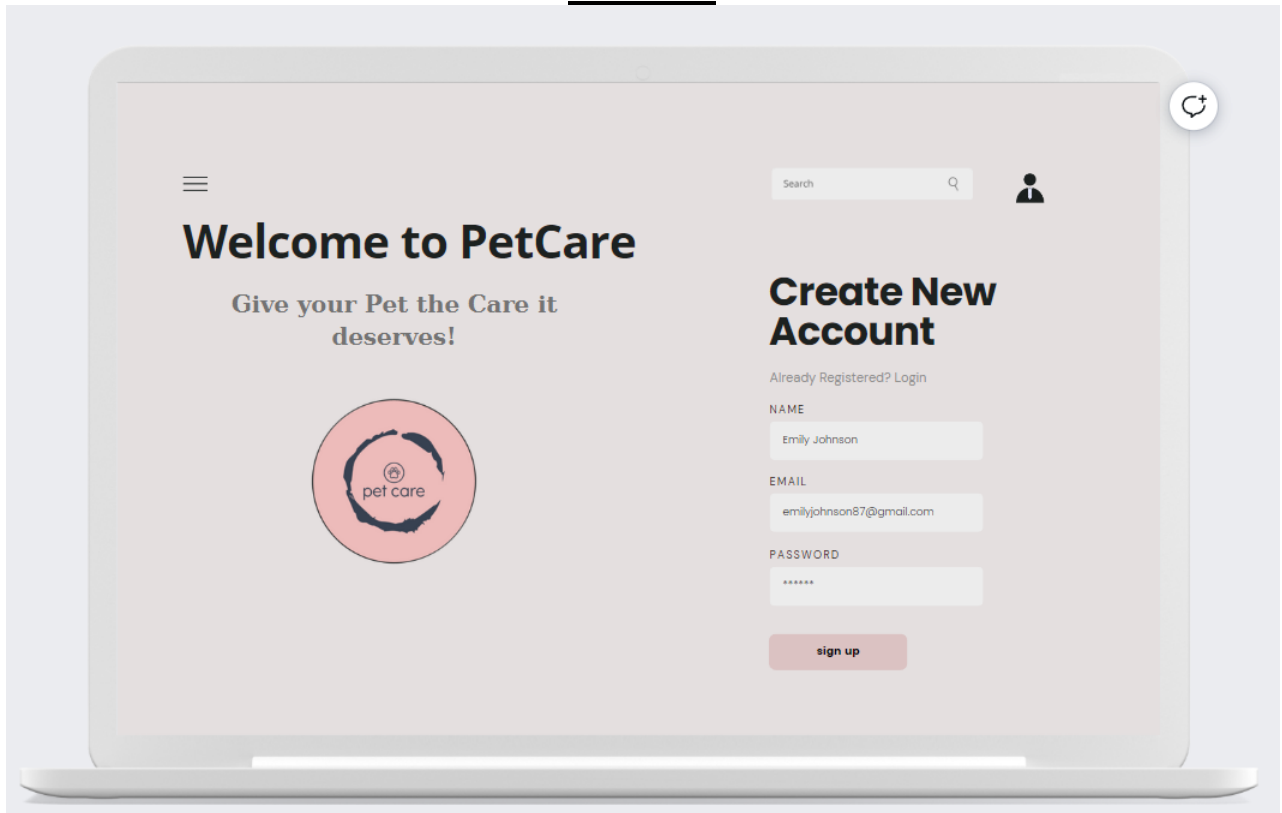 Search
Welcome to PetCare
Give your Pet the Care it
deserves!
pet care
Create New
Account
Already Registered? Login
NAME
Emily Johnson
EMAIL
emilyjohnson87@gmail.com
PASSWORD
******
sign up